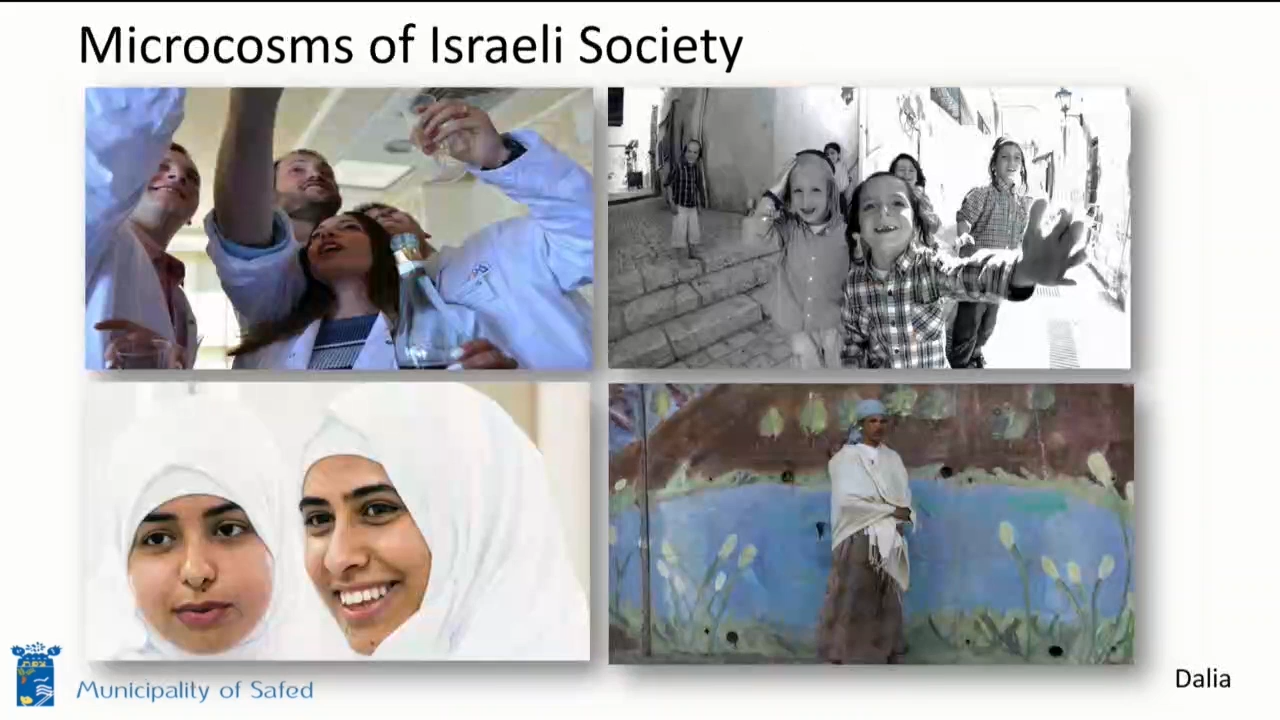 Microcosms of Israeli Society
Municipality of Safed
Dalia